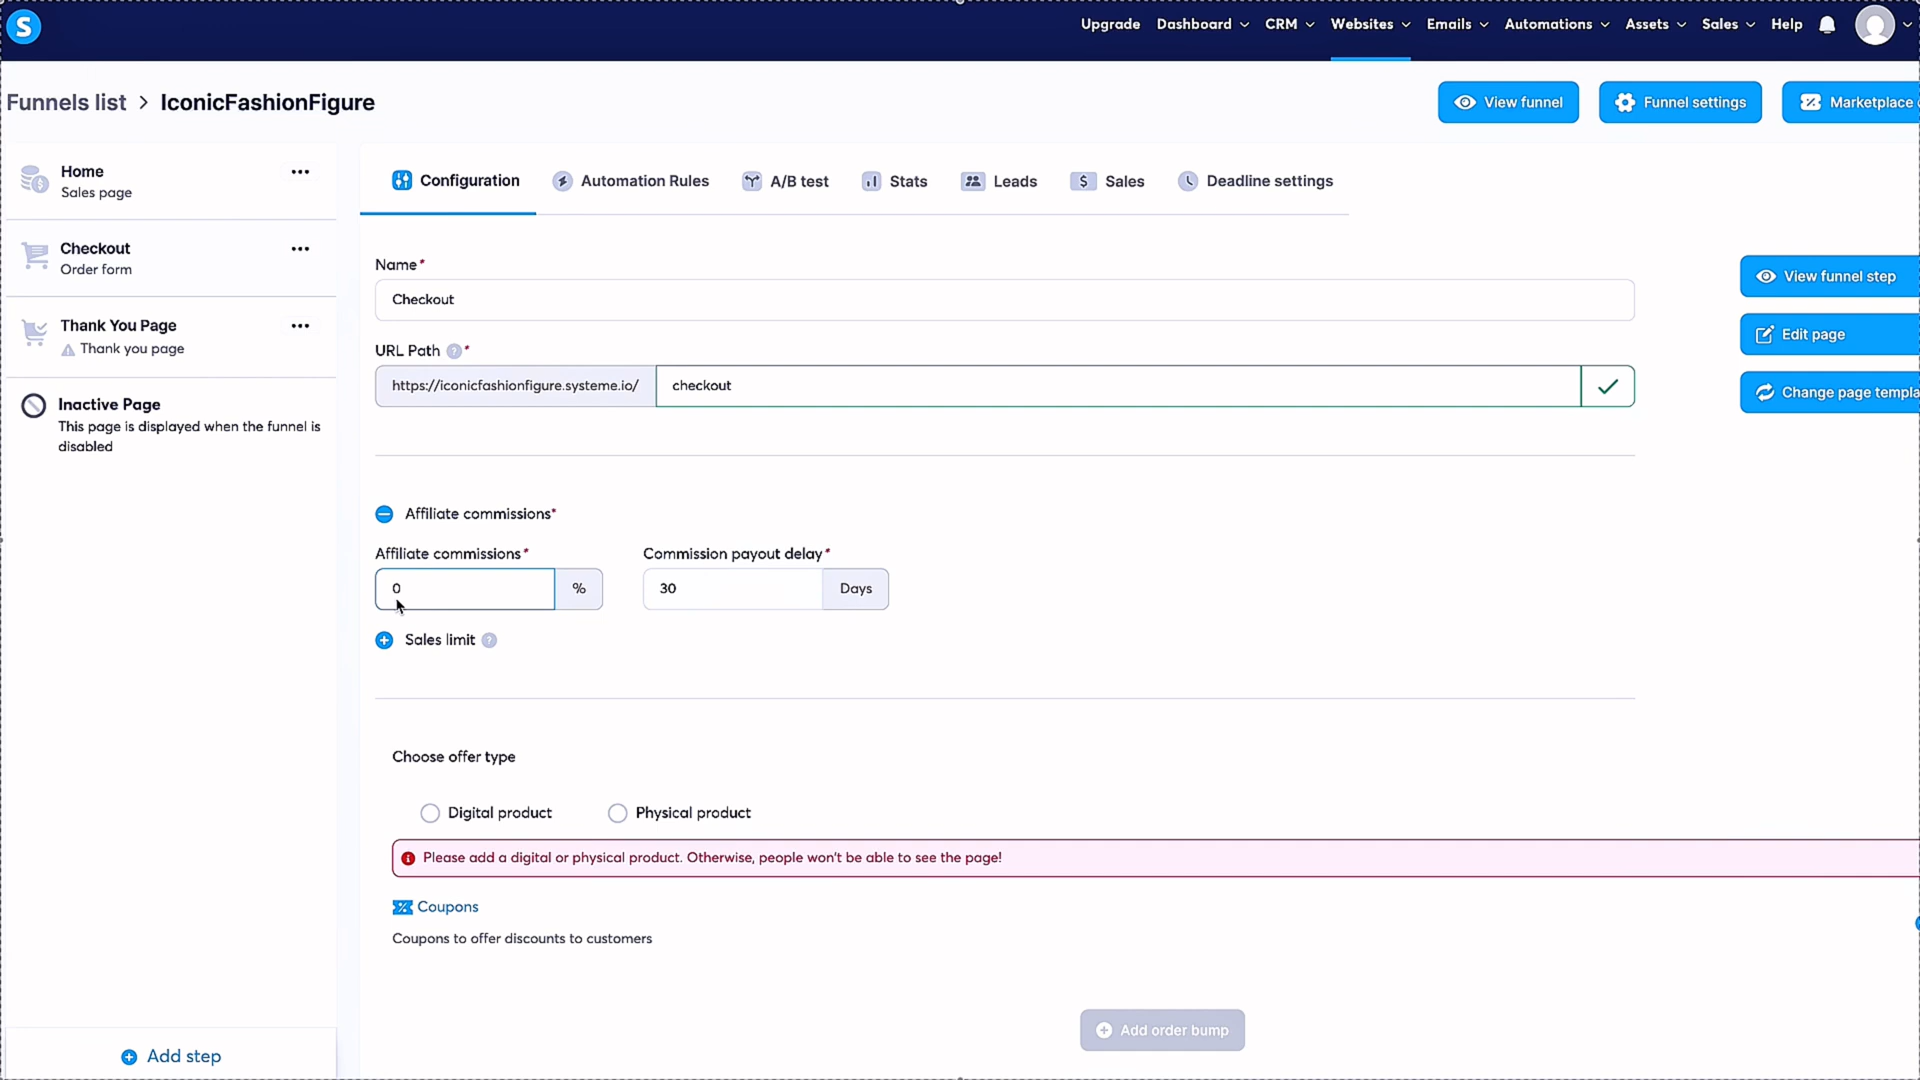 S
Upgrade Dashboard CRM Websites Emails Automations Assets Sales Help
Funnels list > IconicFashionFigure
View funnel
Funnel settings
Marketplace
Home
Sales page
Checkout
Order form
Thank You Page
Thank you page
Inactive Page
This page is displayed when the funnel is
disabled
Add step
Configuration
Automation Rules
A/B test
Stats
Leads
$ Sales
Deadline settings
Name*
Checkout
URL Path ? *
https://iconicfashionfigure.systeme.io/ checkout
View funnel step
Edit page
Change page templa
Affiliate commissions*
Affiliate commissions* Commission payout delay*
0 % 30 Days
Sales limit ?
Choose offer type
Digital product Physical product
Please add a digital or physical product. Otherwise, people won't be able to see the page!
Coupons
Coupons to offer discounts to customers
Add order bump